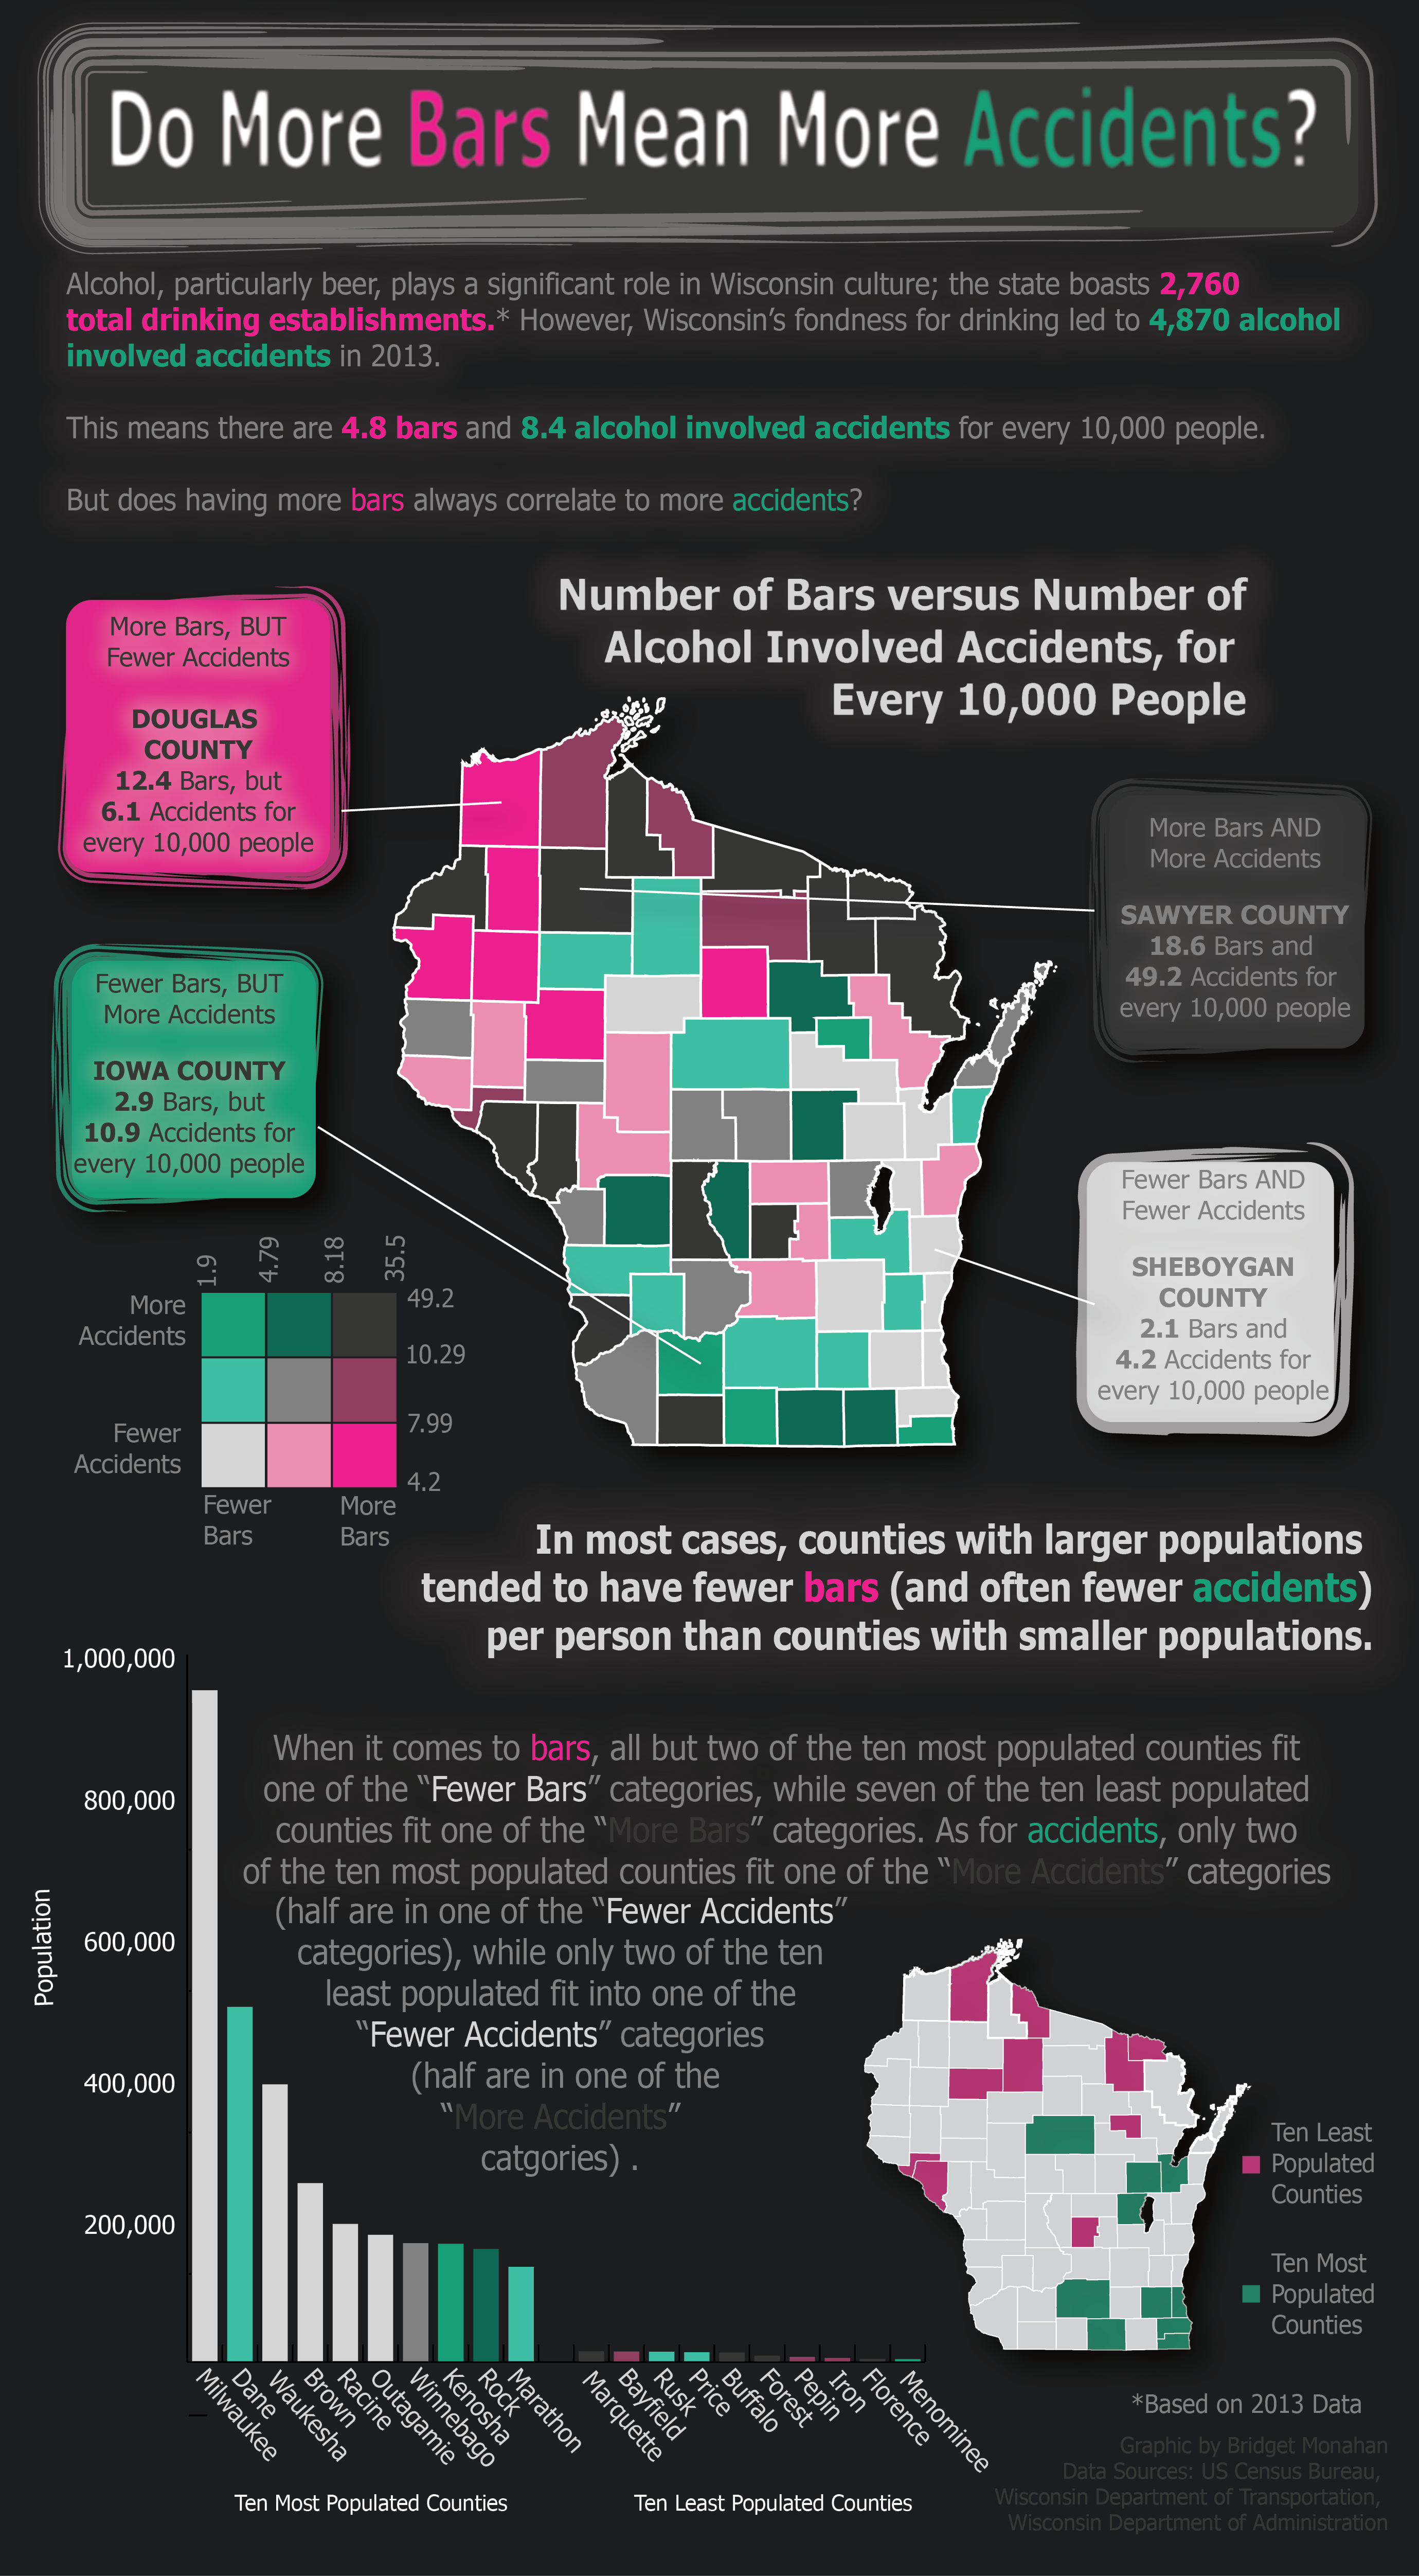 Do More Bars Mean More Accidents?
Alcohol, particularly beer, plays a significant role in Wisconsin culture; the state boasts 2,760
total drinking establishments.* However, Wisconsin's fondness for drinking led to 4,870 alcohol
involved accidents in 2013.
This means there are 4.8 bars and 8.4 alcohol involved accidents for every 10,000 people.
But does having more bars always correlate to more accidents?
Number of Bars versus Number of
Alcohol Involved Accidents, for
Every 10,000 People
More Bars, BUT
Fewer Accidents
DOUGLAS
COUNTY
12.4 Bars, but
6.1 Accidents for
every 10,000 people
More Bars AND
More Accidents
SAWYER COUNTY
18.6 Bars and
49.2 Accidents for
every 10,000 people
Fewer Bars, BUT
More Accidents
IOWA COUNTY
2.9 Bars, but
10.9 Accidents for
every 10,000 people
Fewer Bars AND
Fewer Accidents
SHEBOYGAN
COUNTY
2.1 Bars and
4.2 Accidents for
every 10,000 people
1.9
4.79
8.18
35.5
More
Accidents
49.2
10.29
7.99
4.2
Fewer
Accidents
Fewer
Bars
More
Bars
In most cases, counties with larger populations
tended to have fewer bars (and often fewer accidents)
per person than counties with smaller populations.
When it comes to bars, all but two of the ten most populated counties fit
one of the “Fewer Bars” categories, while seven of the ten least populated
counties fit one of the “More Bars” categories. As for accidents, only two
of the ten most populated counties fit one of the “More Accidents” categories
(half are in one of the “Fewer Accidents”
categories), while only two of the ten
least populated fit into one of the
“Fewer Accidents” categories
(half are in one of the
“More Accidents”
catgories) .
Population
1,000,000
800,000
600,000
400,000
200,000
Milwaukee
Dane
Waukesha
Brown
Racine
Outagamie
Winnebago
Kenosha
Rock
Marathon
Marquette
Bayfield
Rusk
Price
Buffalo
Forest
Pepin
Iron
Florence
Menominee
Ten Most Populated Counties
Ten Least Populated Counties
Ten Least
Populated
Counties
Ten Most
Populated
Counties
*Based on 2013 Data
Graphic by Bridget Monahan
Data Sources: US Census Bureau,
Wisconsin Department of Transportation,
Wisconsin Department of Administration